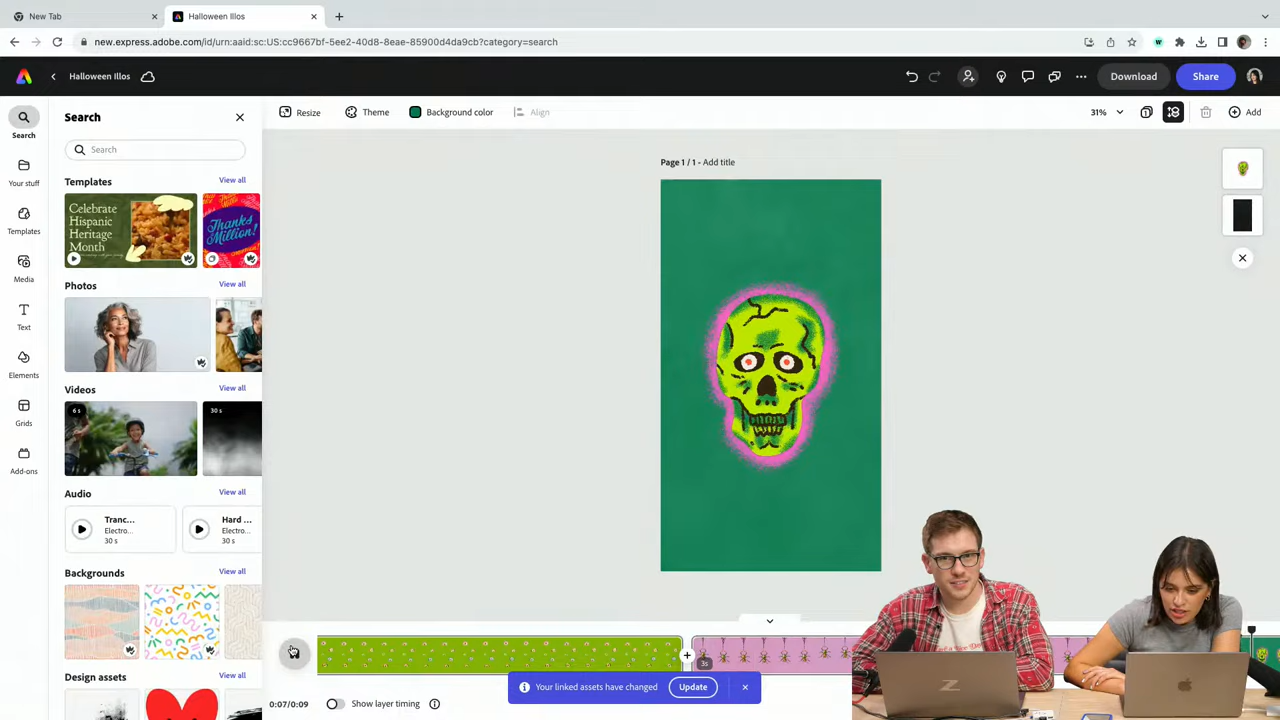 New Tab
Halloween Illos
new.express.adobe.com/id/urn:aaid:sc:US:cc9667bf-5ee2-40d8-8eae-85900d4da9cb?category=search
Halloween Illos
Download
Share
Search
Your stuff
Templates
Media
Text
Elements
Grids
Add-ons
Search
Search
Templates
View all
Celebrate
Hispanic
Heritage
Month
Thanks
Million!
Photos
View all
Videos
View all
6 s
30 s
Audio
View all
Tranc...
Electro...
30 s
Hard ...
Electro...
30 s
Backgrounds
View all
Design assets
View all
Resize
Theme
Background color
Align
31%
Add
Page 1 / 1 - Add title
3s
Your linked assets have changed
Update
0:07/0:09
Show layer timing